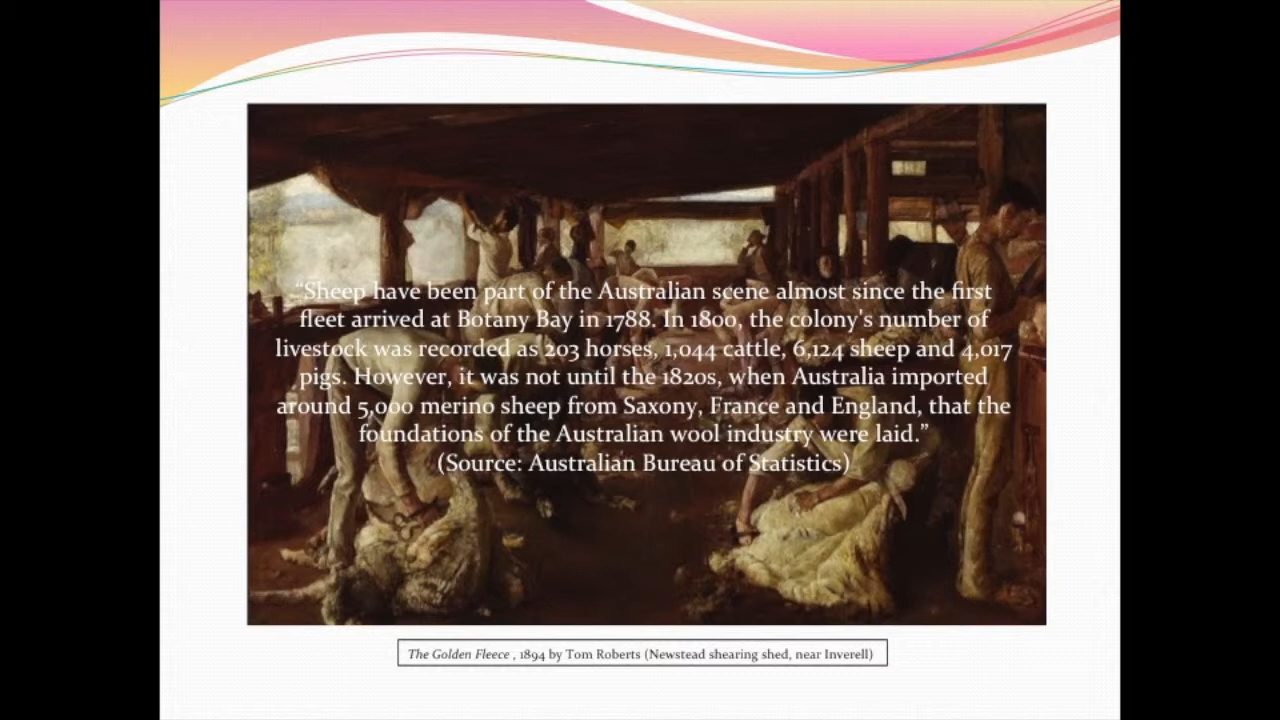 “Sheep have been part of the Australian scene almost since the first
fleet arrived at Botany Bay in 1788. In 1800, the colony's number of
livestock was recorded as 203 horses, 1,044 cattle, 6,124 sheep and 4,017
pigs. However, it was not until the 1820s, when Australia imported
around 5,000 merino sheep from Saxony, France and England, that the
foundations of the Australian wool industry were laid.”
(Source: Australian Bureau of Statistics)
The Golden Fleece , 1894 by Tom Roberts (Newstead shearing shed, near Inverell)